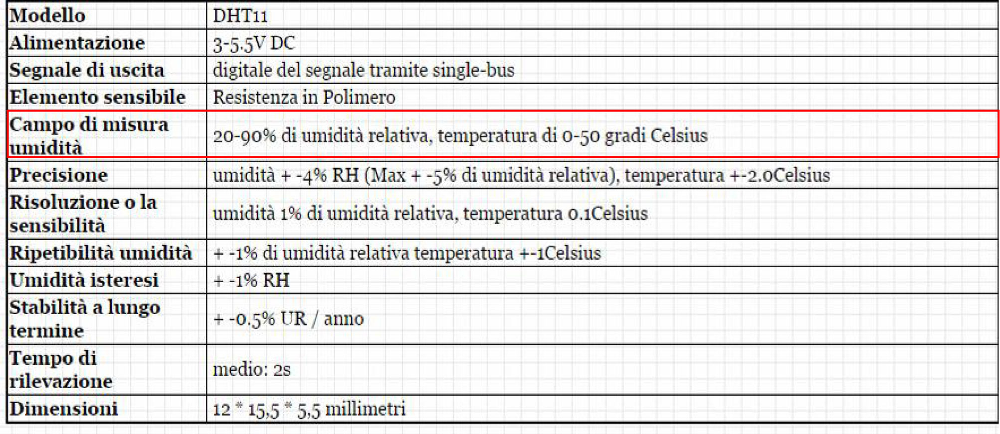 Modello DHT11
Alimentazione 3-5.5V DC
Segnale di uscita digitale del segnale tramite single-bus
Elemento sensibile Resistenza in Polimero
Campo di misura
umidità 20-90% di umidità relativa, temperatura di 0-50 gradi Celsius
Precisione umidità + -4% RH (Max + -5% di umidità relativa), temperatura +-2.0Celsius
Risoluzione o la
sensibilità umidità 1% di umidità relativa, temperatura 0.1Celsius
Ripetibilità umidità + -1% di umidità relativa temperatura +-1Celsius
Umidità isteresi + -1% RH
Stabilità a lungo
termine + -0.5% UR / anno
Tempo di
rilevazione medio: 2s
Dimensioni 12 * 15,5 * 5,5 millimetri